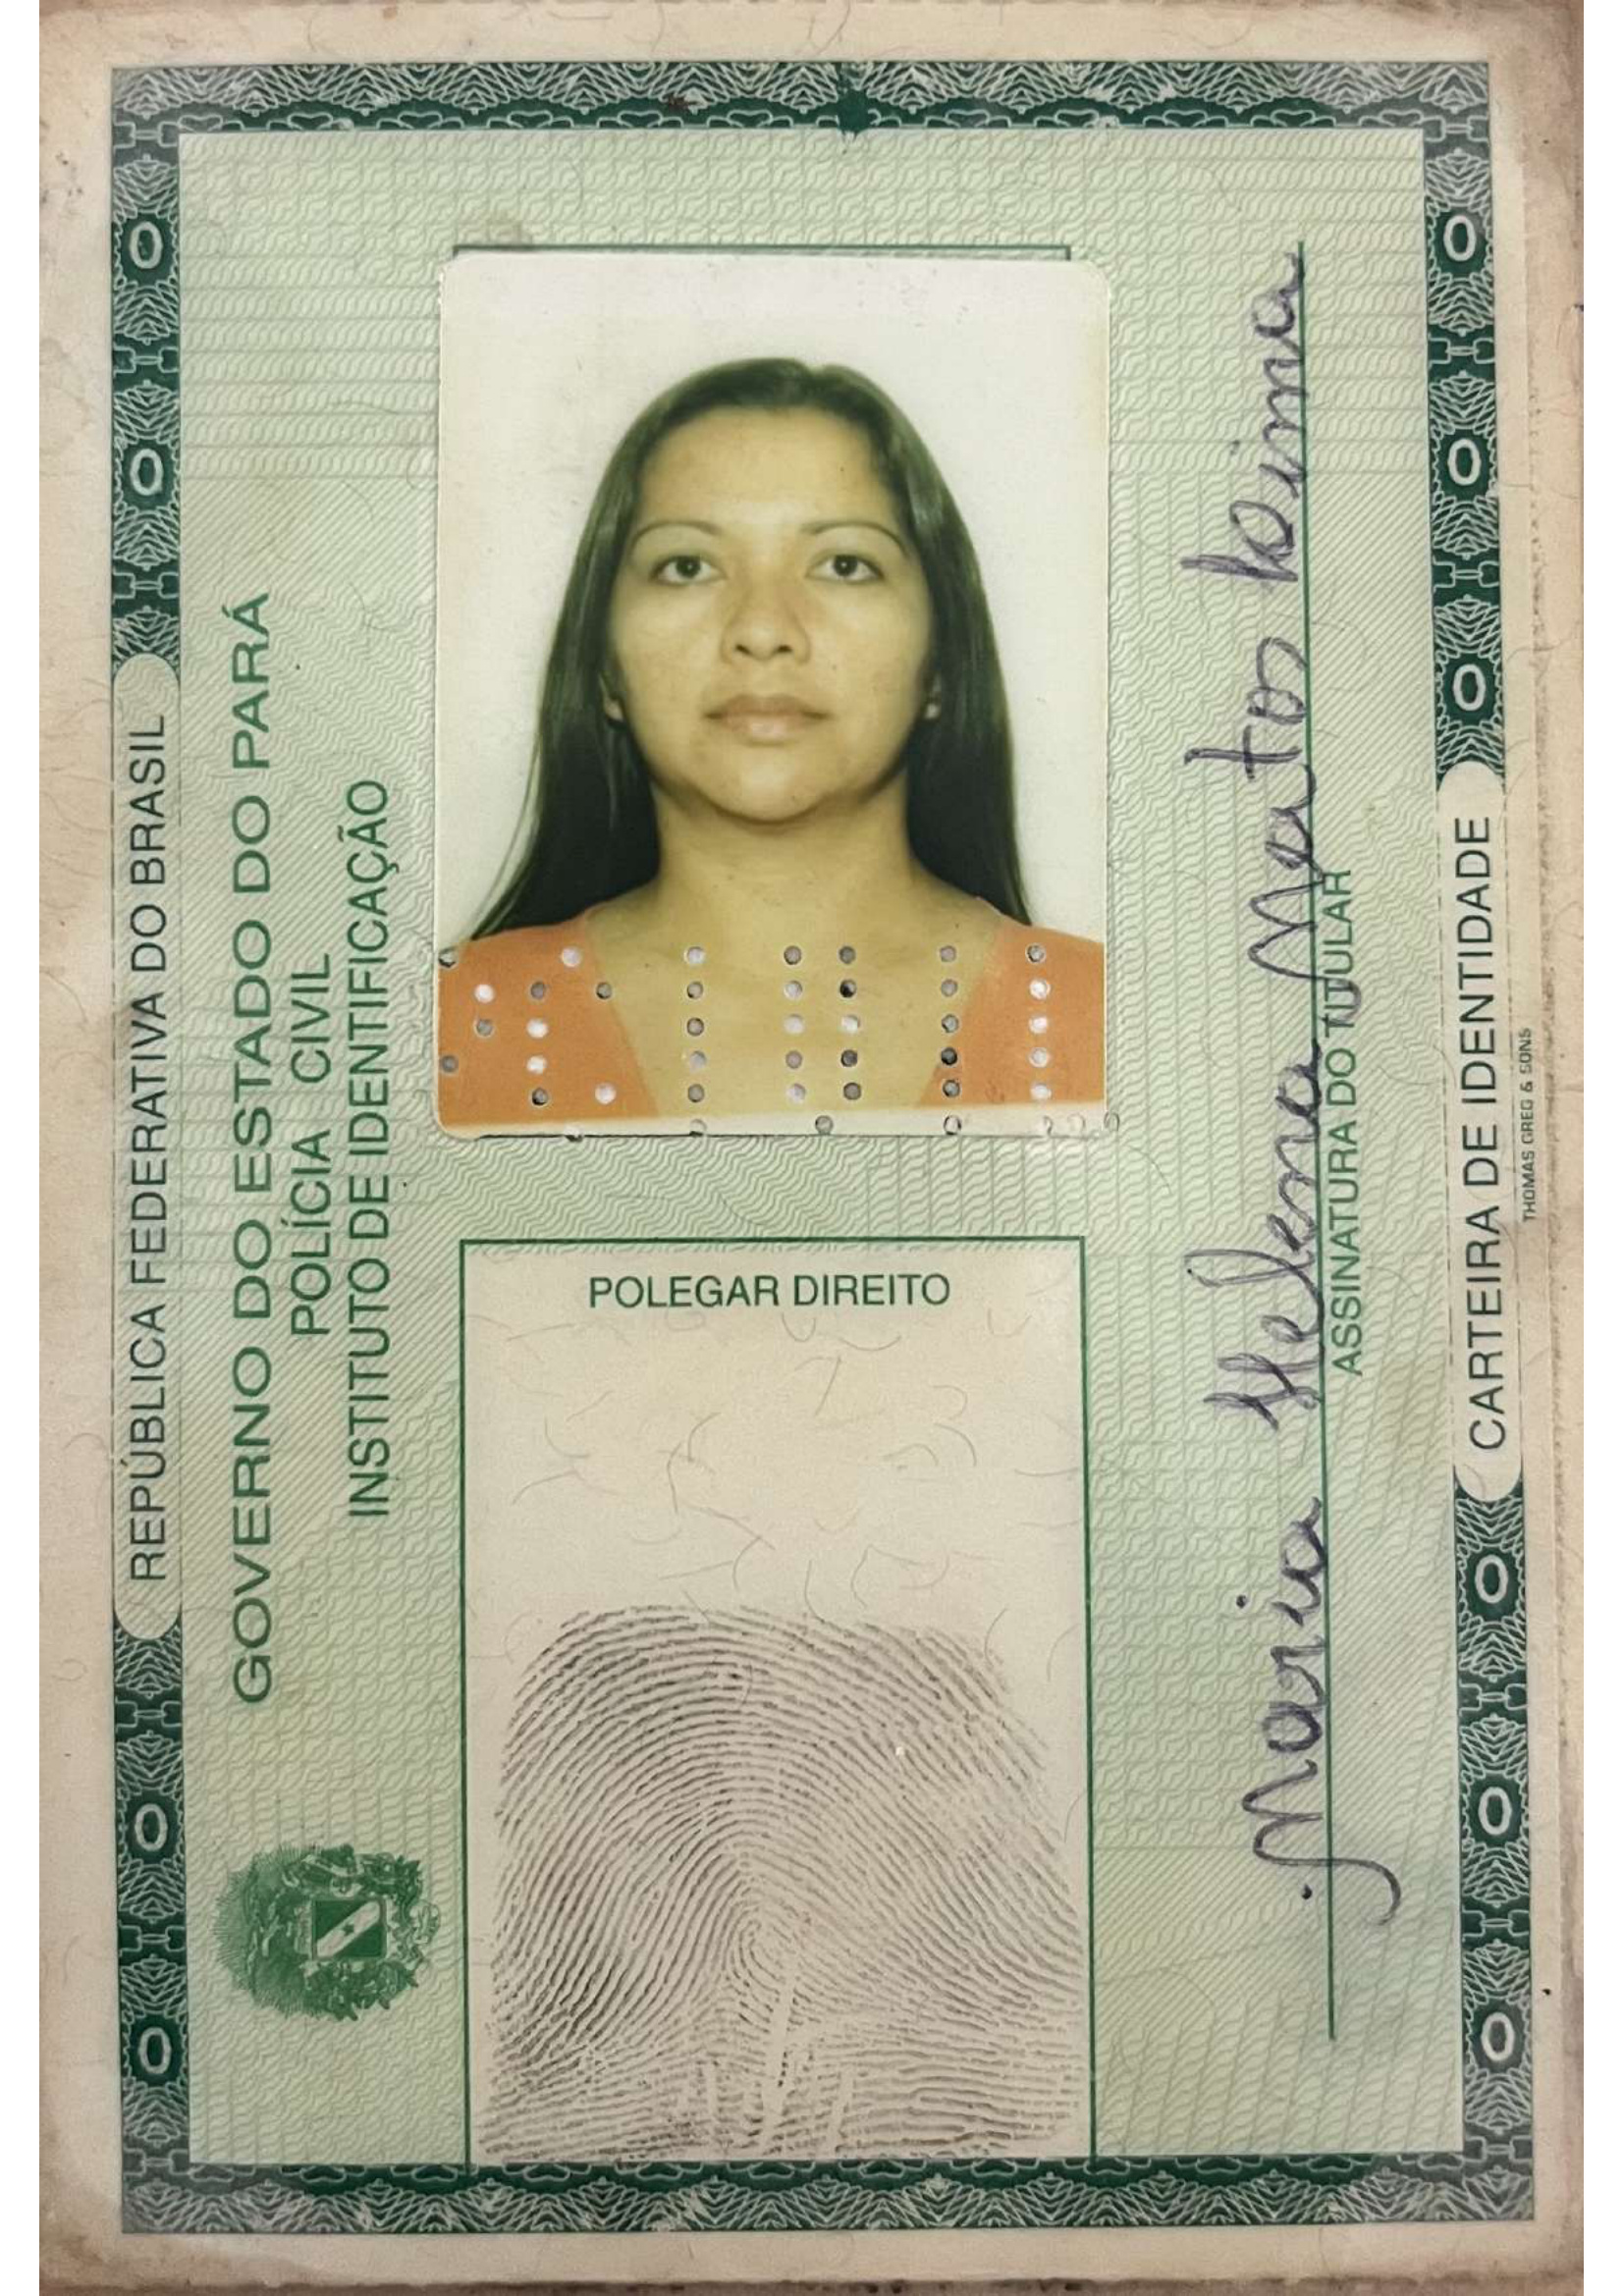 REPÚBLICA FEDERATIVA DO BRASIL
GOVERNO DO ESTADO DO PARÁ
POLÍCIA CIVIL
INSTITUTO DE IDENTIFICAÇÃO
POLEGAR DIREITO
Maria Helena Matos Lima
ASSINATURA DO TITULAR
CARTEIRA DE IDENTIDADE
THOMAS GREG & SONS